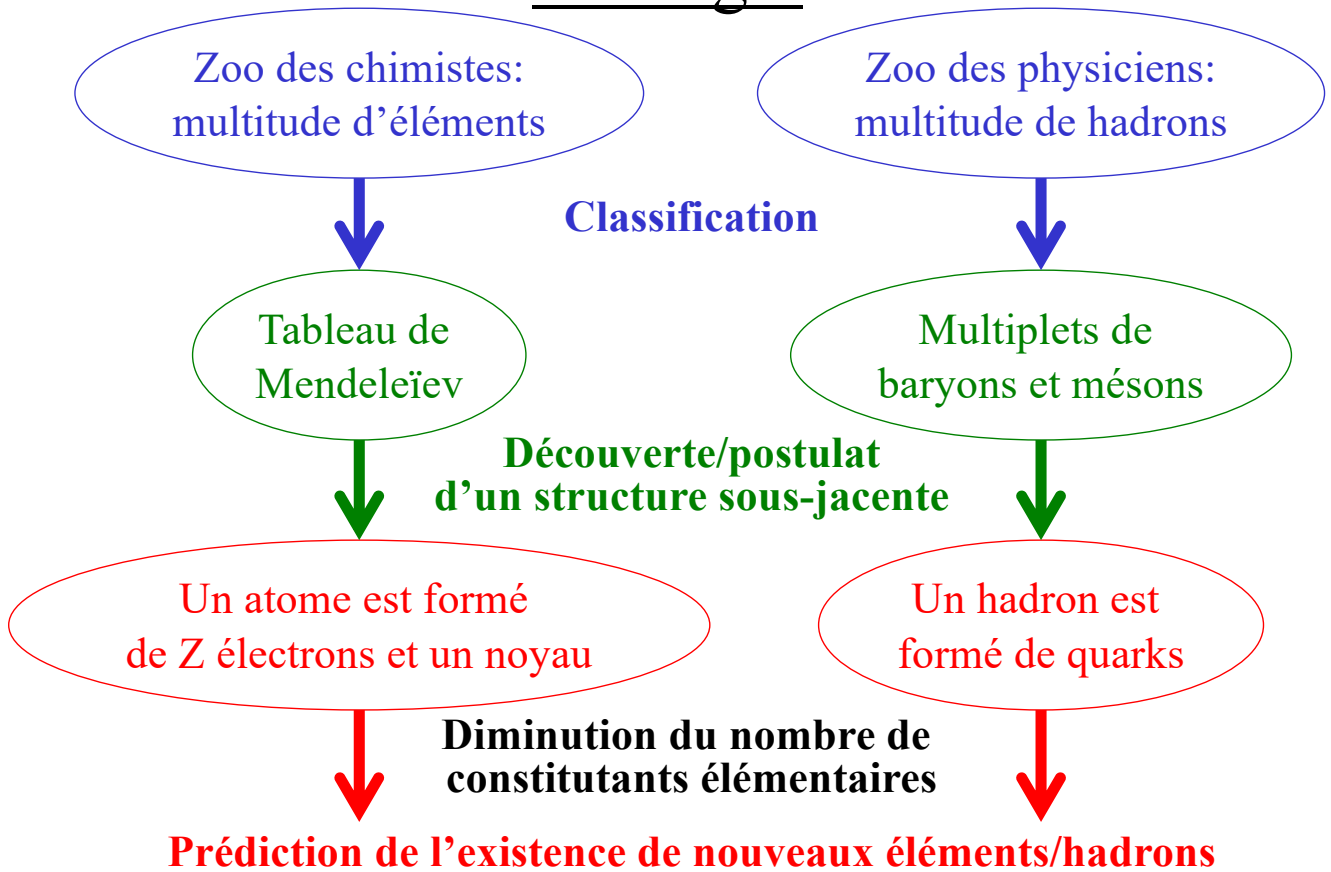 Zoo des chimistes:
multitude d’éléments
Zoo des physiciens:
multitude de hadrons
Classification
Tableau de
Mendeleïev
Multiplets de
baryons et mésons
Découverte/postulat
d’un structure sous-jacente
Un atome est formé
de Z électrons et un noyau
Un hadron est
formé de quarks
Diminution du nombre de
constitutants élémentaires
Prédiction de l’existence de nouveaux éléments/hadrons